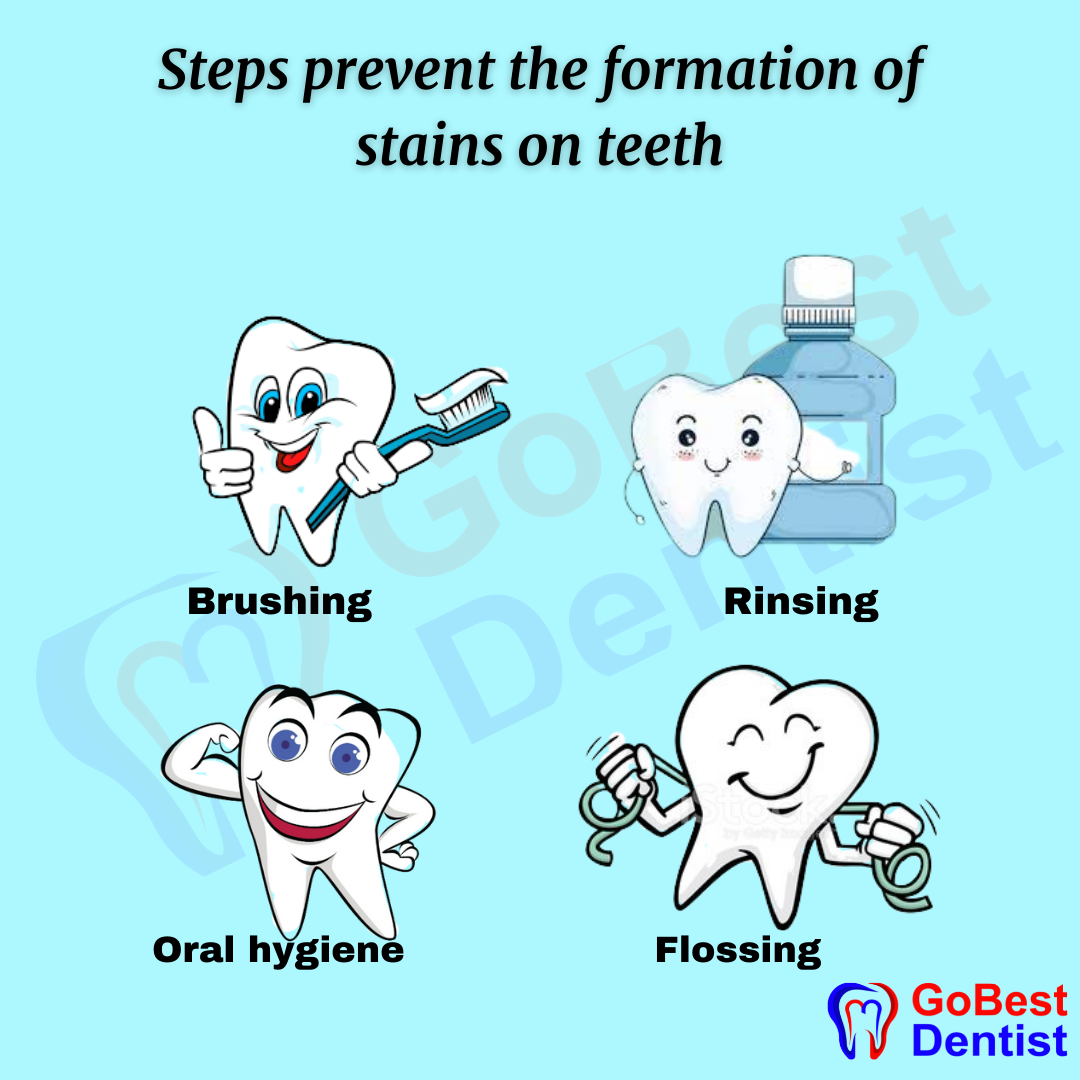 Steps prevent the formation of
stains on teeth
GoBest
Dentist
Brushing
Rinsing
iStock
by Getty Images
Oral hygiene
Flossing
GoBest
Dentist